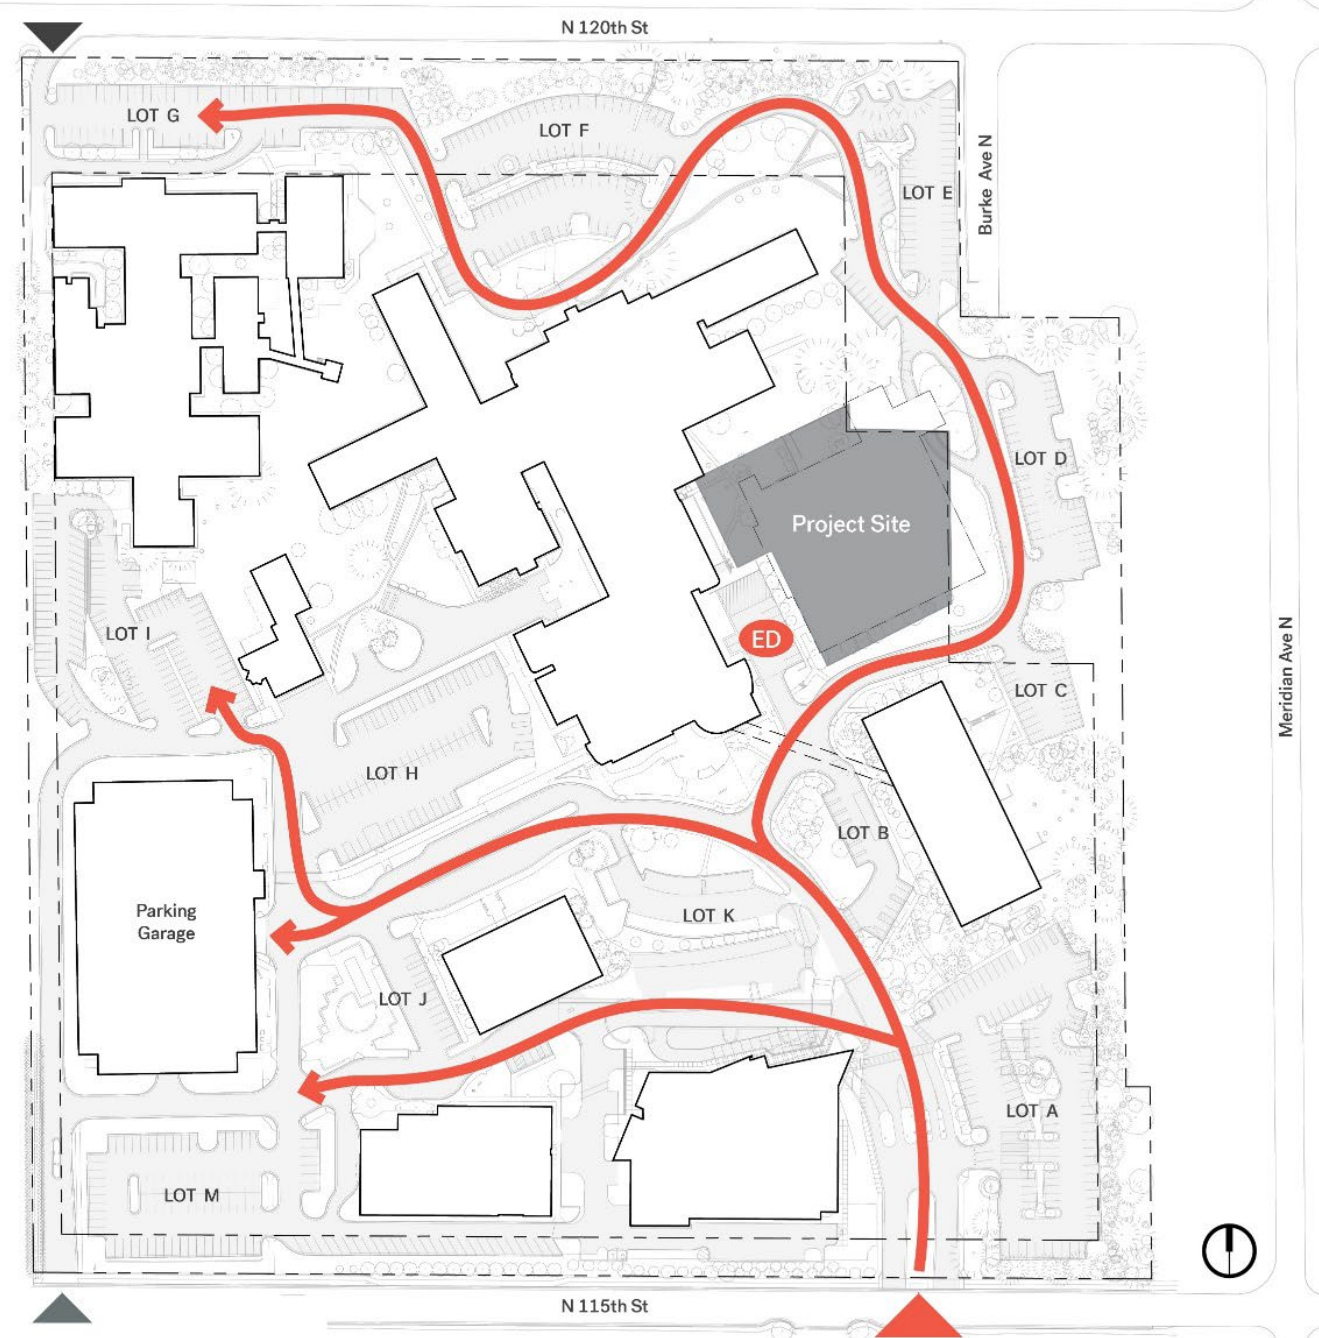 N 120th St
LOT G
LOT F
LOT E
Burke Ave N
LOT D
Project Site
ED
LOT I
LOT C
Meridian Ave N
LOT H
LOT B
Parking
Garage
LOT K
LOT J
LOT A
LOT M
N 115th St